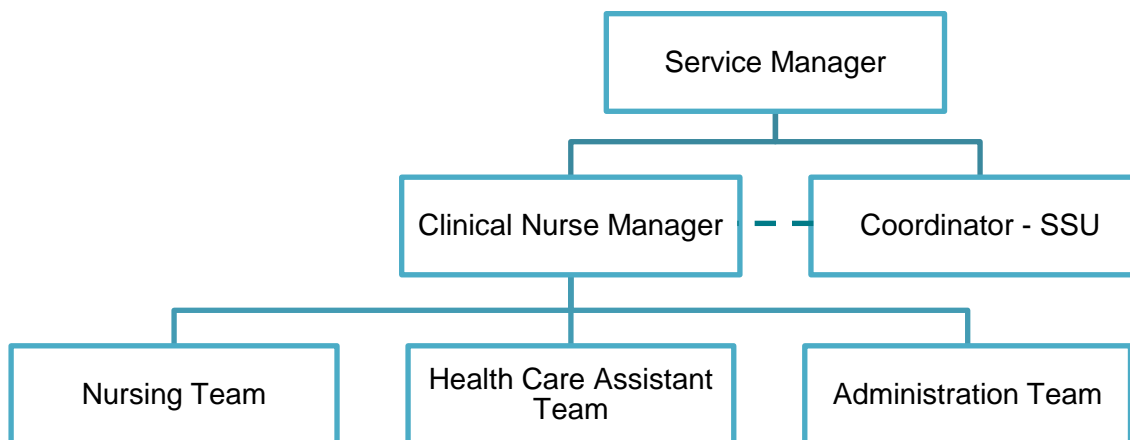 Service Manager
Clinical Nurse Manager
Coordinator - SSU
Nursing Team
Health Care Assistant
Team
Administration Team